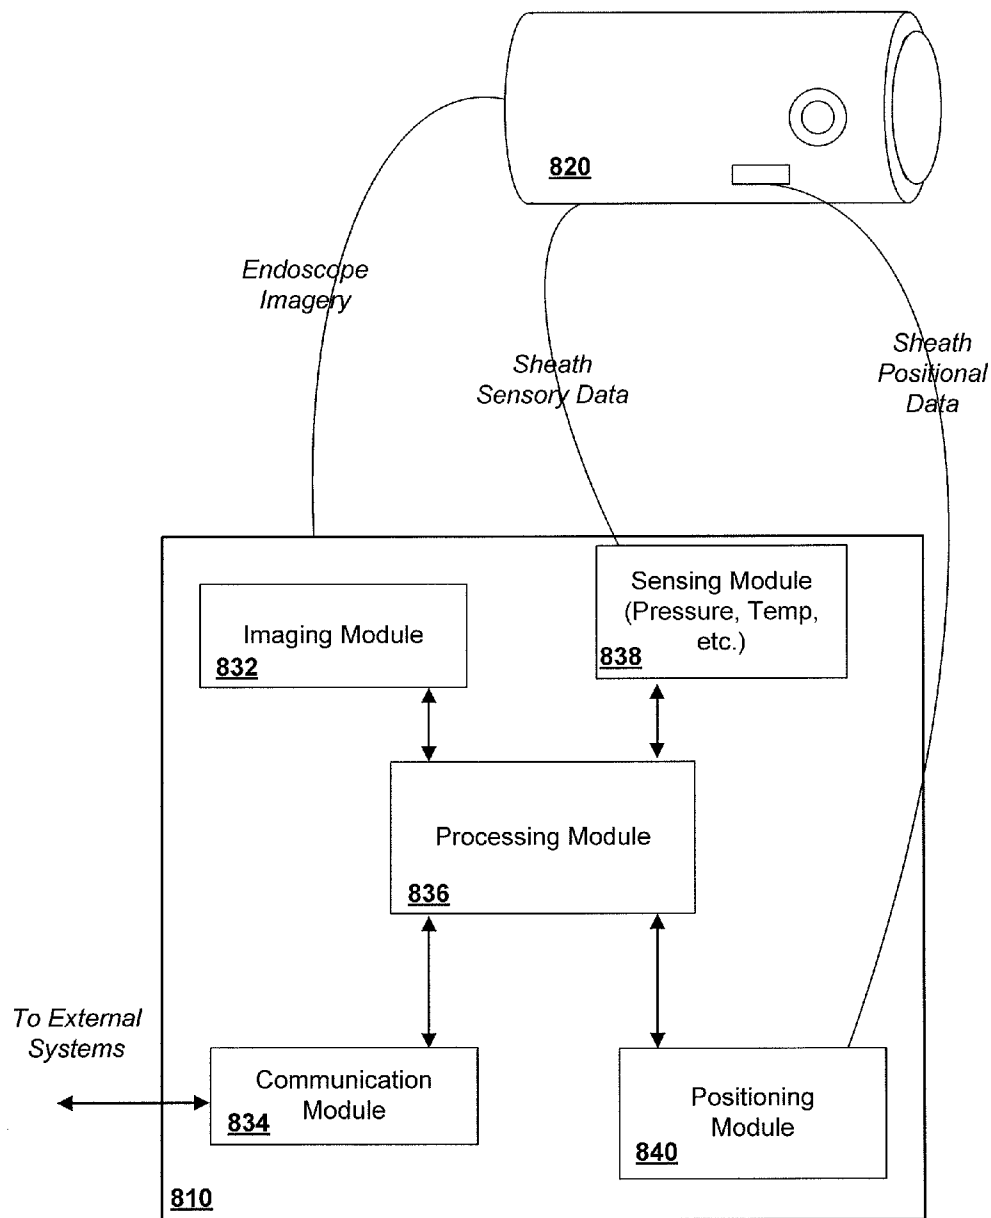 820
Endoscope
Imagery
Sheath
Sensory Data
Sheath
Positional
Data
Imaging Module
832
Sensing Module
(Pressure, Temp,
etc.)
838
Processing Module
836
To External
Systems
Communication
Module
834
Positioning
Module
840
810